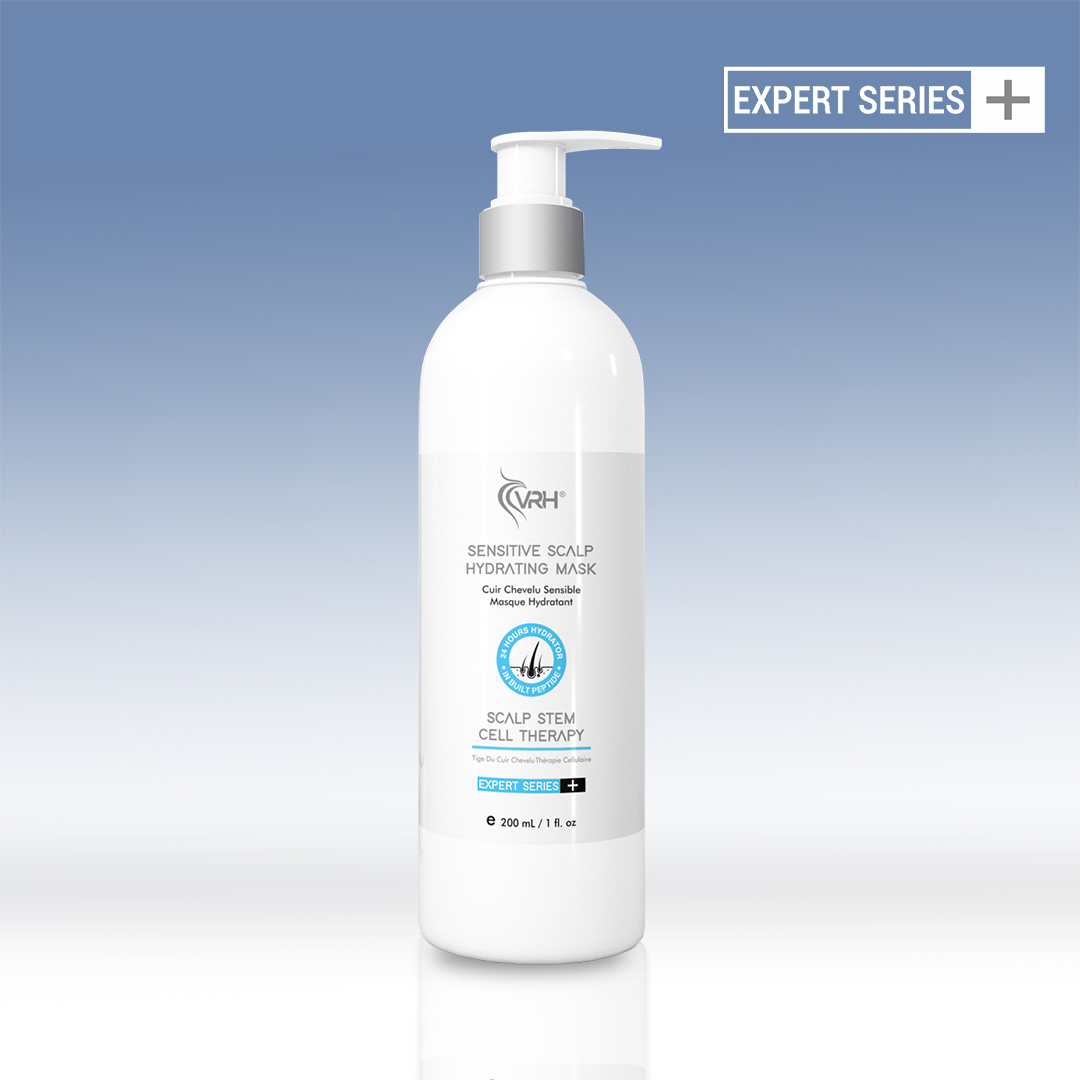 EXPERT SERIES +
VRH®
SENSITIVE SCALP
HYDRATING MASK
Cuir Chevelu Sensible
Masque Hydratant
24 HOURS HYDRATOR
• IN BUILT PEPTIDE •
SCALP STEM
CELL THERAPY
Tige Du Cuir Chevelu Thérapie Cellulaire
EXPERT SERIES +
e 200 mL / 1 fl. oz